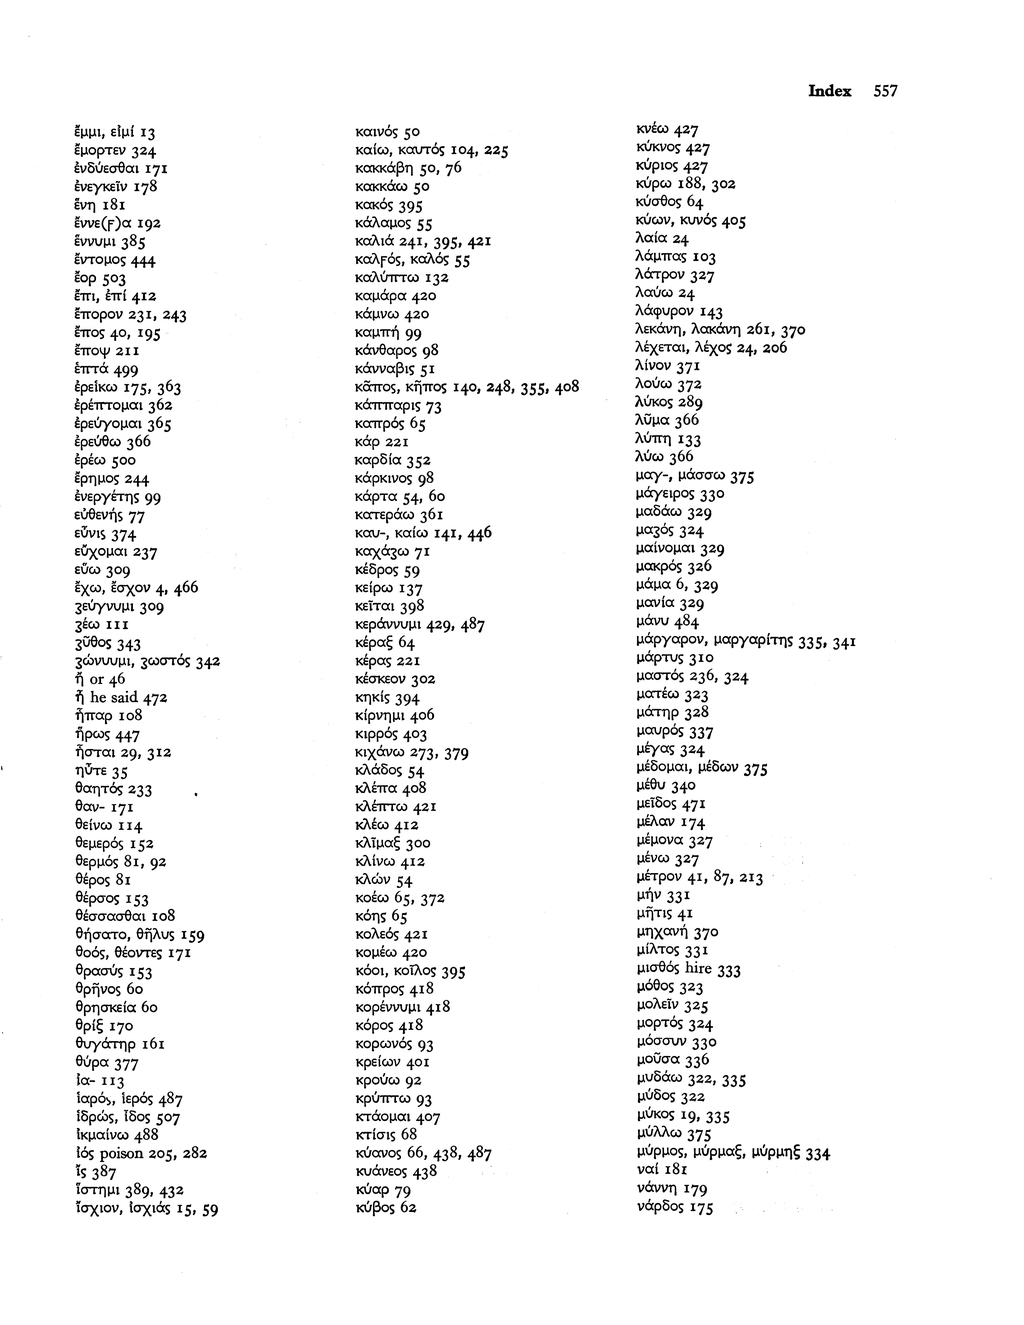 Index 557
ἔμμι, εἰμί 13
ἔμορτεν 324
ἐνδύεσθαι 171
ἐνεγκεῖν 178
ἕνη 181
ἐννε(ϝ)α 192
ἕννυμι 385
ἔντομος 444
ἔορ 503
ἔπι, ἐπί 412
ἔπορον 231, 243
ἔπος 40, 195
ἔποψ 211
ἑπτά 499
ἐρείκω 175, 363
ἐρέπτομαι 362
ἐρεύγομαι 365
ἐρεύθω 366
ἐρέω 500
ἔρημος 244
ἐνεργέτης 99
εὐθενής 77
εὖνις 374
εὔχομαι 237
εὕω 309
ἔχω, ἔσχον 4, 466
ζεύγνυμι 309
ζέω 111
ζῦθος 343
ζώνυυμι, ζωστός 342
ἤ or 46
ἦ he said 472
ἧπαρ 108
ἥρως 447
ἧσται 29, 312
ηὖτε 35
θαητός 233
θαν- 171
θείνω 114
θεμερός 152
θερμός 81, 92
θέρος 81
θέρσος 153
θέσσασθαι 108
θήσατο, θῆλυς 159
θοός, θέοντες 171
θρασύς 153
θρῆνος 60
θρησκεία 60
θρίξ 170
θυγάτηρ 161
θύρα 377
ἰα- 113
ἱαρός, ἱερός 487
ἱδρώς, ἶδος 507
ἰκμαίνω 488
ἰός poison 205, 282
ἴς 387
ἵστημι 389, 432
ἴσχιον, ἰσχιάς 15, 59
καινός 50
καίω, καυτός 104, 225
κακκάβη 50, 76
κακκάω 50
κακός 395
κάλαμος 55
καλιά 241, 395, 421
καλϝός, καλός 55
καλύπτω 132
καμάρα 420
κάμνω 420
καμπή 99
κάνθαρος 98
κάνναβις 51
κᾶπος, κῆπος 140, 248, 355, 408
κάππαρις 73
καπρός 65
κάρ 221
καρδία 352
κάρκινος 98
κάρτα 54, 60
κατεράω 361
καυ-, καίω 141, 446
καχάζω 71
κέδρος 59
κείρω 137
κεῖται 398
κεράννυμι 429, 487
κέραξ 64
κέρας 221
κέσκεον 302
κηκίς 394
κίρνημι 406
κιρρός 403
κιχάνω 273, 379
κλάδος 54
κλέπα 408
κλέπτω 421
κλέω 412
κλῖμαξ 300
κλίνω 412
κλών 54
κοέω 65, 372
κόης 65
κολεός 421
κομέω 420
κόοι, κοῖλος 395
κόπρος 418
κορέννυμι 418
κόρος 418
κορωνός 93
κρείων 401
κρούω 92
κρύπτω 93
κτάομαι 407
κτίσις 68
κύανος 66, 438, 487
κυάνεος 438
κύαρ 79
κύβος 62
κνέω 427
κύκνος 427
κύριος 427
κύρω 188, 302
κύσθος 64
κύων, κυνός 405
λαία 24
λάμπας 103
λάτρον 327
λαύω 24
λάφυρον 143
λεκάνη, λακάνη 261, 370
λέχεται, λέχος 24, 206
λίνον 371
λούω 372
λύκος 289
λῦμα 366
λύπη 133
λύω 366
μαγ-, μάσσω 375
μάγειρος 330
μαδάω 329
μαζός 324
μαίνομαι 329
μακρός 326
μάμα 6, 329
μανία 329
μάνυ 484
μάργαρον, μαργαρίτης 335, 341
μάρτυς 310
μαστός 236, 324
ματέω 323
μάτηρ 328
μαυρός 337
μέγας 324
μέδομαι, μέδων 375
μέθυ 340
μεῖδος 471
μέλαν 174
μέμονα 327
μένω 327
μέτρον 41, 87, 213
μήν 331
μῆτις 41
μηχανή 370
μίλτος 331
μισθός hire 333
μόθος 323
μολεῖν 325
μορτός 324
μόσσυν 330
μοῦσα 336
μυδάω 322, 335
μύδος 322
μύκος 19, 335
μύλλω 375
μύρμος, μύρμαξ, μύρμηξ 334
ναί 181
νάννη 179
νάρδος 175